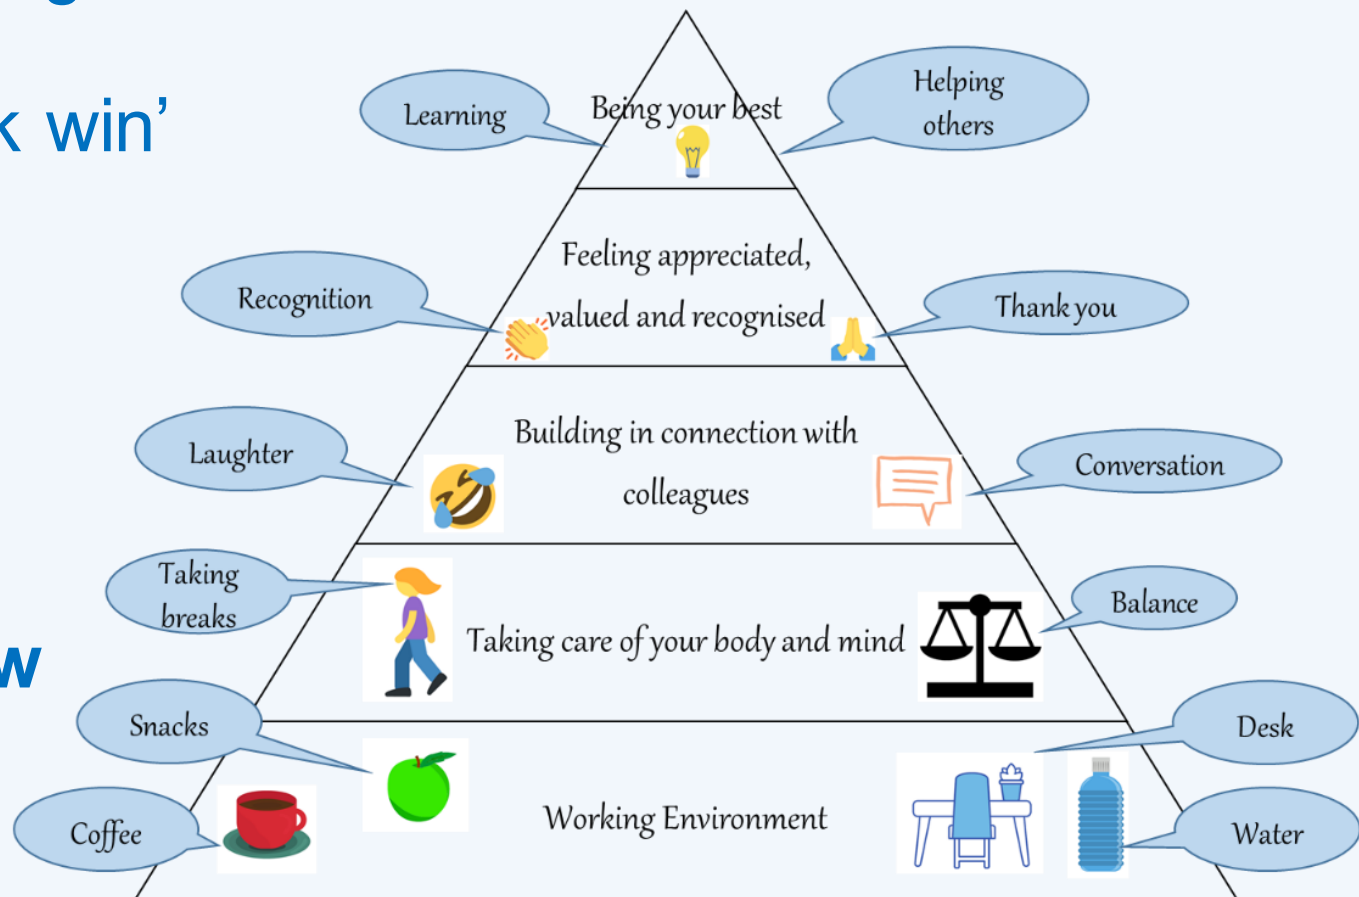 g
k win’
w
Being your best
Learning
Helping
others
Feeling appreciated,
valued and recognised
Recognition
Thank you
Building in connection with
colleagues
Laughter
Conversation
Taking
breaks
Taking care of your body and mind
Balance
Snacks
Desk
Working Environment
Coffee
Water